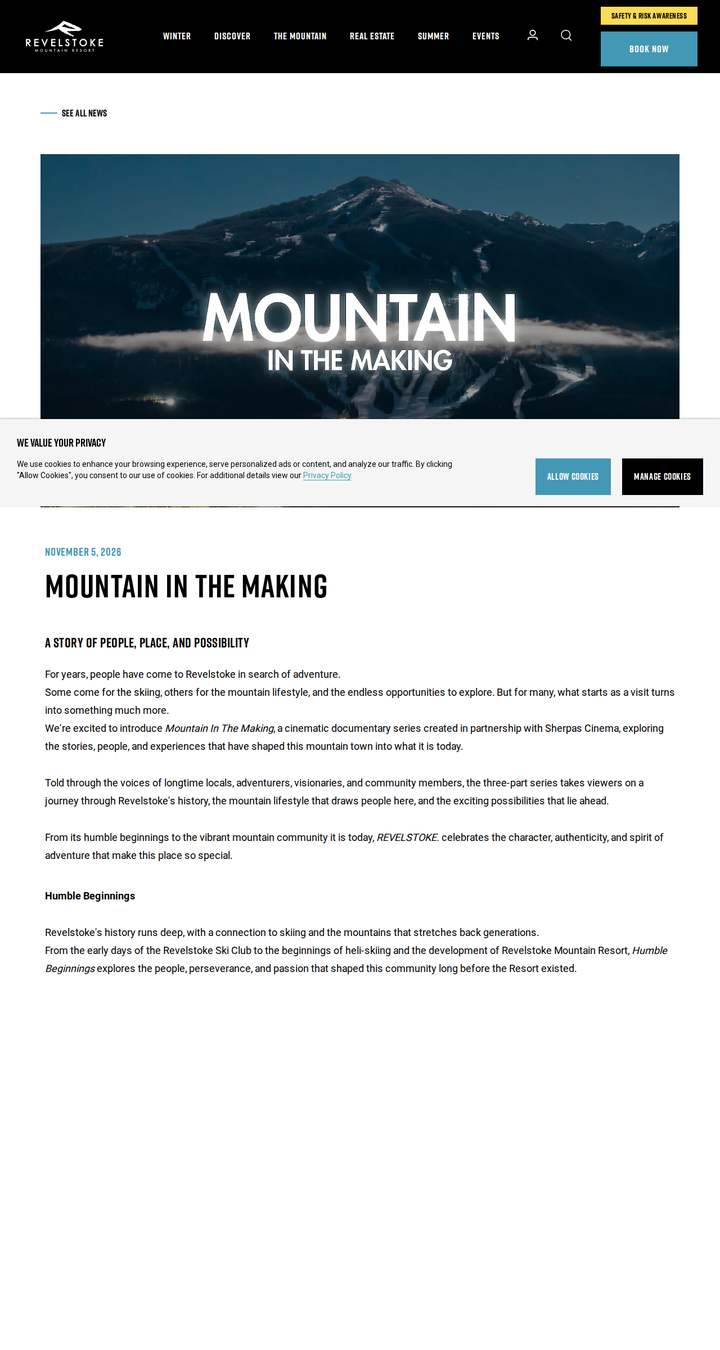 REVELSTOKE
MOUNTAIN RESORT
WINTER
DISCOVER
THE MOUNTAIN
REAL ESTATE
SUMMER
EVENTS
SAFETY & RISK AWARENESS
BOOK NOW
SEE ALL NEWS
MOUNTAIN
IN THE MAKING
WE VALUE YOUR PRIVACY
We use cookies to enhance your browsing experience, serve personalized ads or content, and analyze our traffic. By clicking
"Allow Cookies", you consent to our use of cookies. For additional details view our Privacy Policy.
ALLOW COOKIES
MANAGE COOKIES
NOVEMBER 5, 2026
MOUNTAIN IN THE MAKING
A STORY OF PEOPLE, PLACE, AND POSSIBILITY
For years, people have come to Revelstoke in search of adventure.
Some come for the skiing, others for the mountain lifestyle, and the endless opportunities to explore. But for many, what starts as a visit turns
into something much more.
We're excited to introduce Mountain In The Making, a cinematic documentary series created in partnership with Sherpas Cinema, exploring
the stories, people, and experiences that have shaped this mountain town into what it is today.
Told through the voices of longtime locals, adventurers, visionaries, and community members, the three-part series takes viewers on a
journey through Revelstoke's history, the mountain lifestyle that draws people here, and the exciting possibilities that lie ahead.
From its humble beginnings to the vibrant mountain community it is today, REVELSTOKE. celebrates the character, authenticity, and spirit of
adventure that make this place so special.
Humble Beginnings
Revelstoke's history runs deep, with a connection to skiing and the mountains that stretches back generations.
From the early days of the Revelstoke Ski Club to the beginnings of heli-skiing and the development of Revelstoke Mountain Resort, Humble
Beginnings explores the people, perseverance, and passion that shaped this community long before the Resort existed.